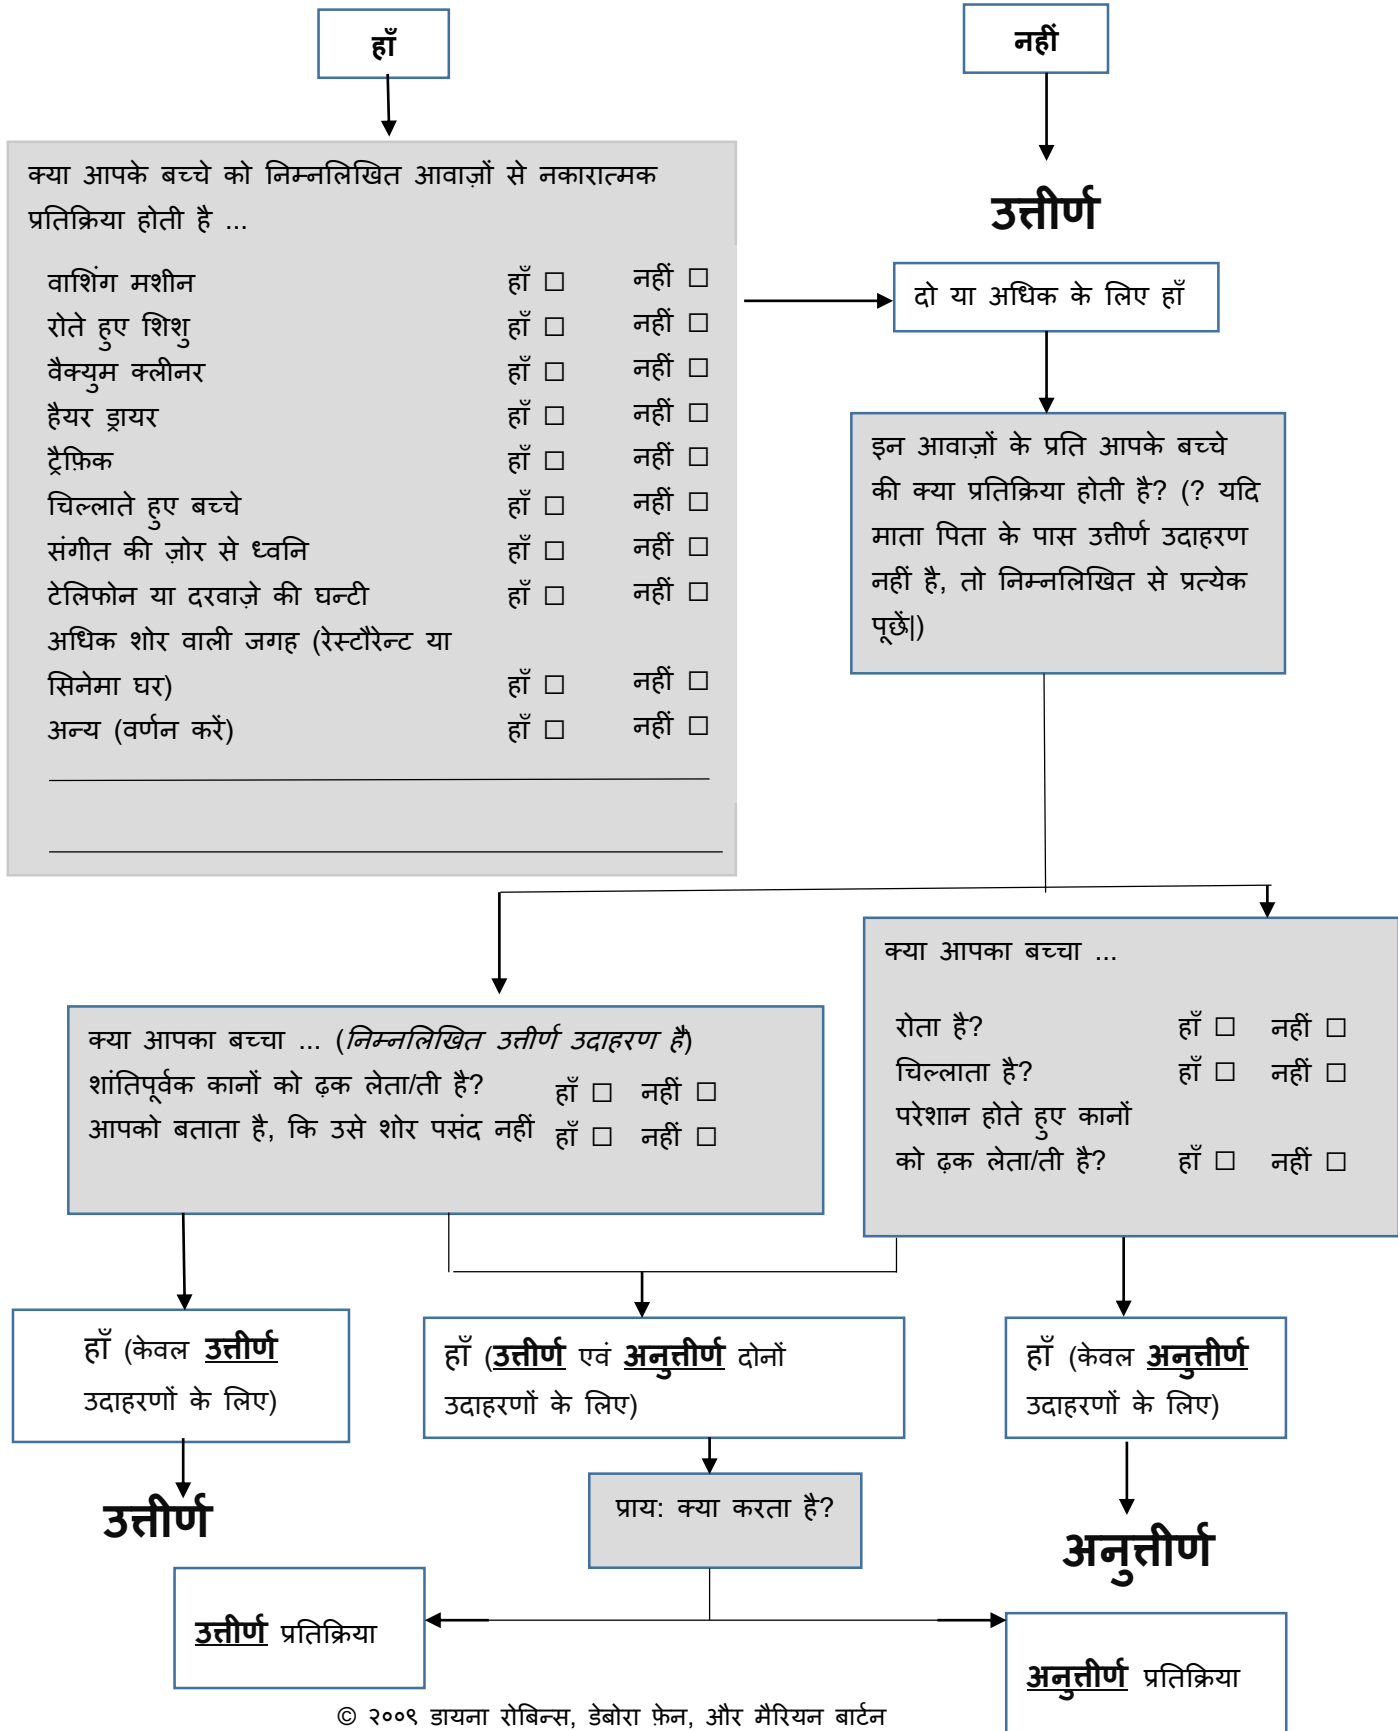 हाँ
नहीं
क्या आपके बच्चे को निम्नलिखित आवाज़ों से नकारात्मक
प्रतिक्रिया होती है ...
वाशिंग मशीन हाँ □ नहीं □
रोते हुए शिशु हाँ □ नहीं □
वैक्युम क्लीनर हाँ □ नहीं □
हैयर ड्रायर हाँ □ नहीं □
ट्रैफ़िक हाँ □ नहीं □
चिल्लाते हुए बच्चे हाँ □ नहीं □
संगीत की ज़ोर से ध्वनि हाँ □ नहीं □
टेलिफोन या दरवाज़े की घन्टी हाँ □ नहीं □
अधिक शोर वाली जगह (रेस्टौरेन्ट या
सिनेमा घर) हाँ □ नहीं □
अन्य (वर्णन करें) हाँ □ नहीं □
उत्तीर्ण
दो या अधिक के लिए हाँ
इन आवाज़ों के प्रति आपके बच्चे
की क्या प्रतिक्रिया होती है? (? यदि
माता पिता के पास उत्तीर्ण उदाहरण
नहीं है, तो निम्नलिखित से प्रत्येक
पूछें|)
क्या आपका बच्चा ... (निम्नलिखित उत्तीर्ण उदाहरण है)
शांतिपूर्वक कानों को ढ़क लेता/ती है? हाँ □ नहीं □
आपको बताता है, कि उसे शोर पसंद नहीं हाँ □ नहीं □
क्या आपका बच्चा ...
रोता है? हाँ □ नहीं □
चिल्लाता है? हाँ □ नहीं □
परेशान होते हुए कानों
को ढ़क लेता/ती है? हाँ □ नहीं □
हाँ (केवल उत्तीर्ण
उदाहरणों के लिए)
हाँ (उत्तीर्ण एवं अनुत्तीर्ण दोनों
उदाहरणों के लिए)
हाँ (केवल अनुत्तीर्ण
उदाहरणों के लिए)
उत्तीर्ण
प्राय: क्या करता है?
अनुत्तीर्ण
उत्तीर्ण प्रतिक्रिया
अनुत्तीर्ण प्रतिक्रिया
© २००९ डायना रोबिन्स, डेबोरा फ़ेन, और मैरियन बार्टन